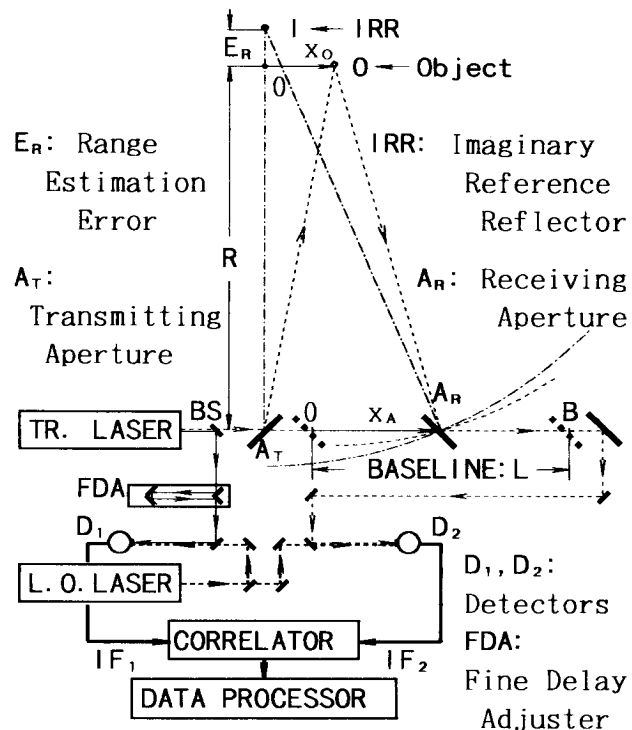 I ← IRR
E_R
X_O
O ← Object
0
E_R: Range
Estimation
Error
IRR: Imaginary
Reference
Reflector
R
A_T:
Transmitting
Aperture
A_R: Receiving
Aperture
A_R
BS
0
X_A
B
TR. LASER
A_T
BASELINE: L
FDA
D_1
D_2
L.O. LASER
D_1, D_2:
Detectors
CORRELATOR
IF_1
IF_2
FDA:
Fine Delay
Adjuster
DATA PROCESSOR